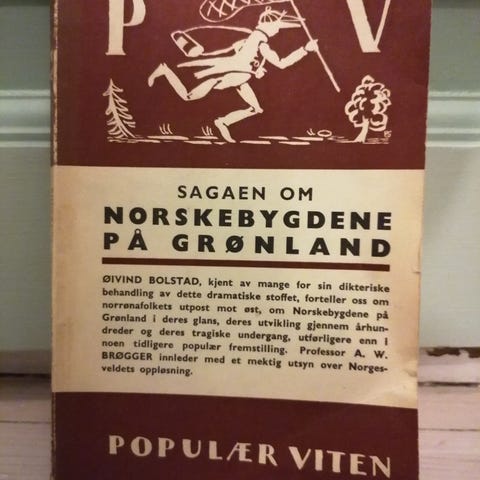 P V
SAGAEN OM
NORSKEBYGDENE
PÅ GRØNLAND
ØIVIND BOLSTAD, kjent av mange for sin dikteriske
behandling av dette dramatiske stoffet, forteller oss om
norrønafolkets utpost mot øst, om Norskebygdene på
Grønland i deres glans, deres utvikling gjennem århun-
dreder og deres tragiske undergang, utførligere enn i
noen tidligere populær fremstilling. Professor A. W.
BRØGGER innleder med et mektig utsyn over Norges-
veldets oppløsning.
POPULÆR VITEN